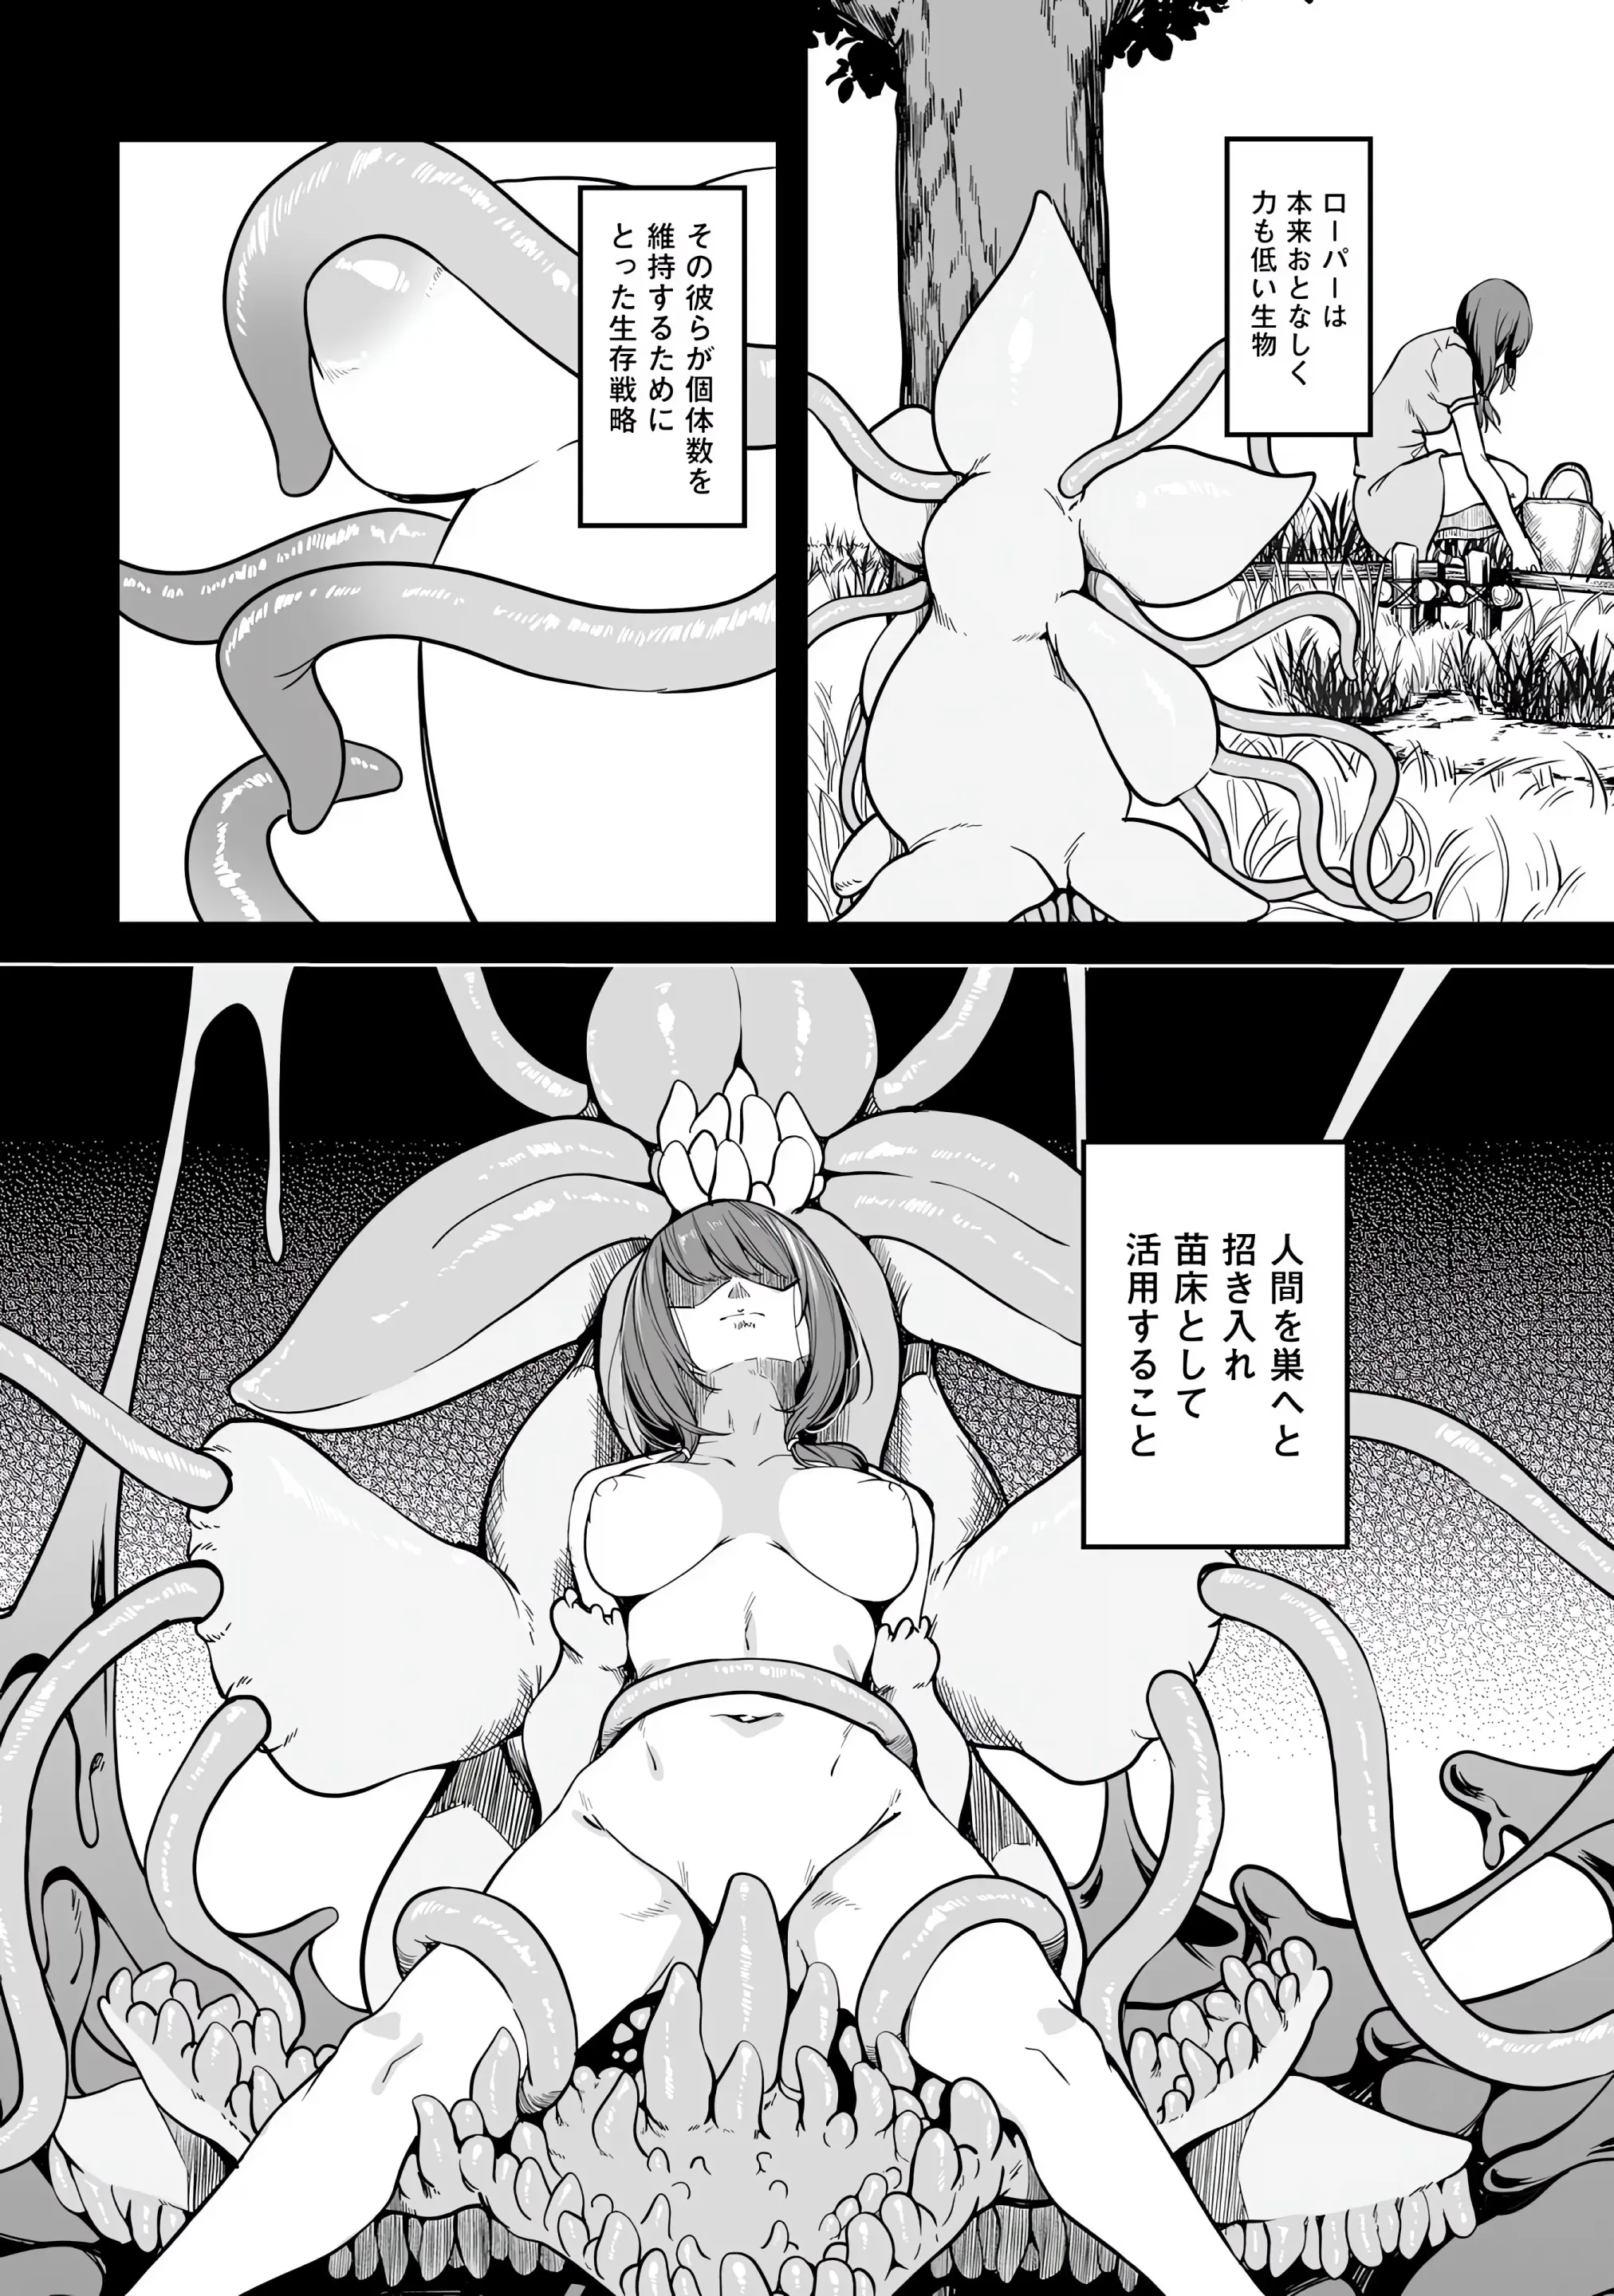 ローパーは
本来おとなしく
力も低い生物
その彼らが個体数を
維持するために
とった生存戦略
人間を巣へと
招き入れ
苗床として
活用すること